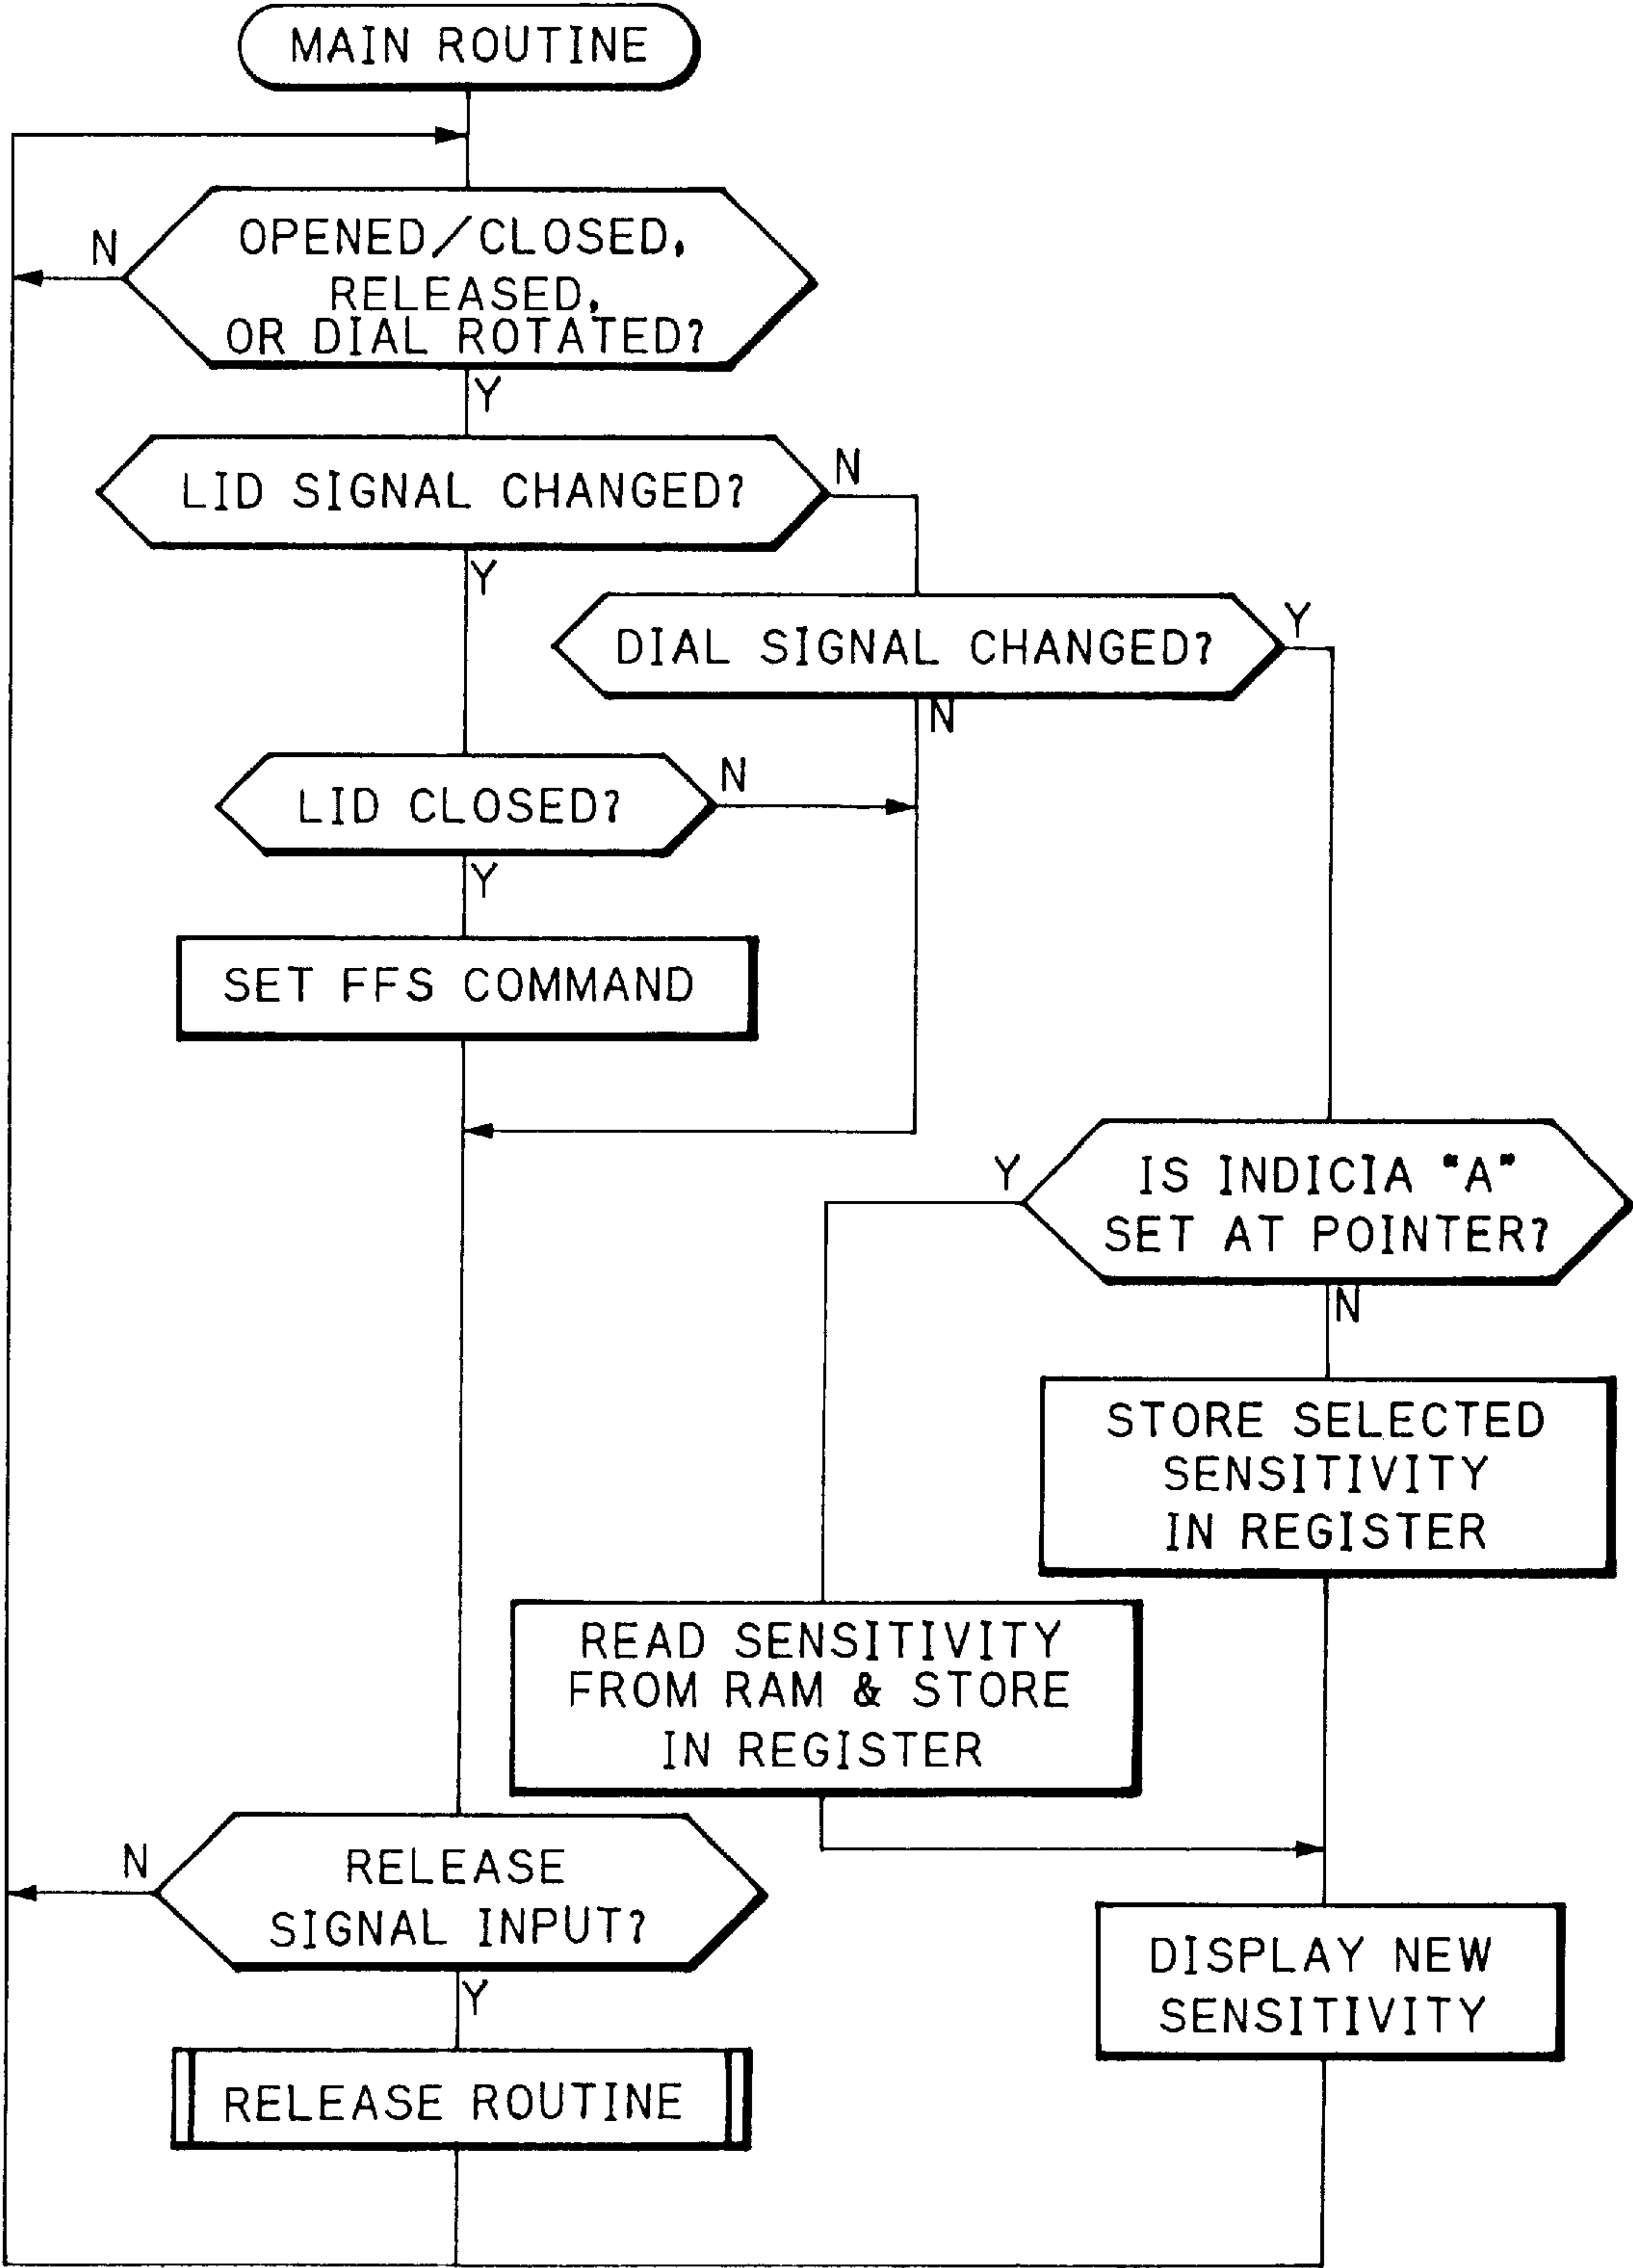 MAIN ROUTINE
N
OPENED/CLOSED,
RELEASED,
OR DIAL ROTATED?
Y
LID SIGNAL CHANGED?
N
Y
DIAL SIGNAL CHANGED?
Y
N
LID CLOSED?
N
Y
SET FFS COMMAND
Y
IS INDICIA "A"
SET AT POINTER?
N
STORE SELECTED
SENSITIVITY
IN REGISTER
READ SENSITIVITY
FROM RAM & STORE
IN REGISTER
N
RELEASE
SIGNAL INPUT?
Y
DISPLAY NEW
SENSITIVITY
RELEASE ROUTINE